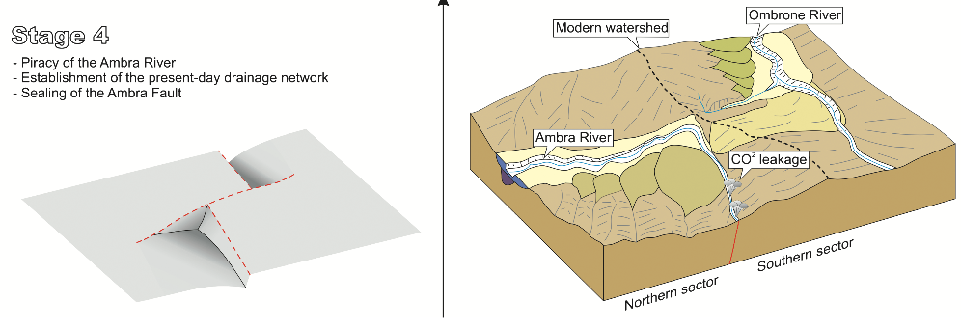 Stage 4
- Piracy of the Ambra River
- Establishment of the present-day drainage network
- Sealing of the Ambra Fault
Modern watershed
Ombrone River
Ambra River
CO² leakage
Northern soctor
Southern sector